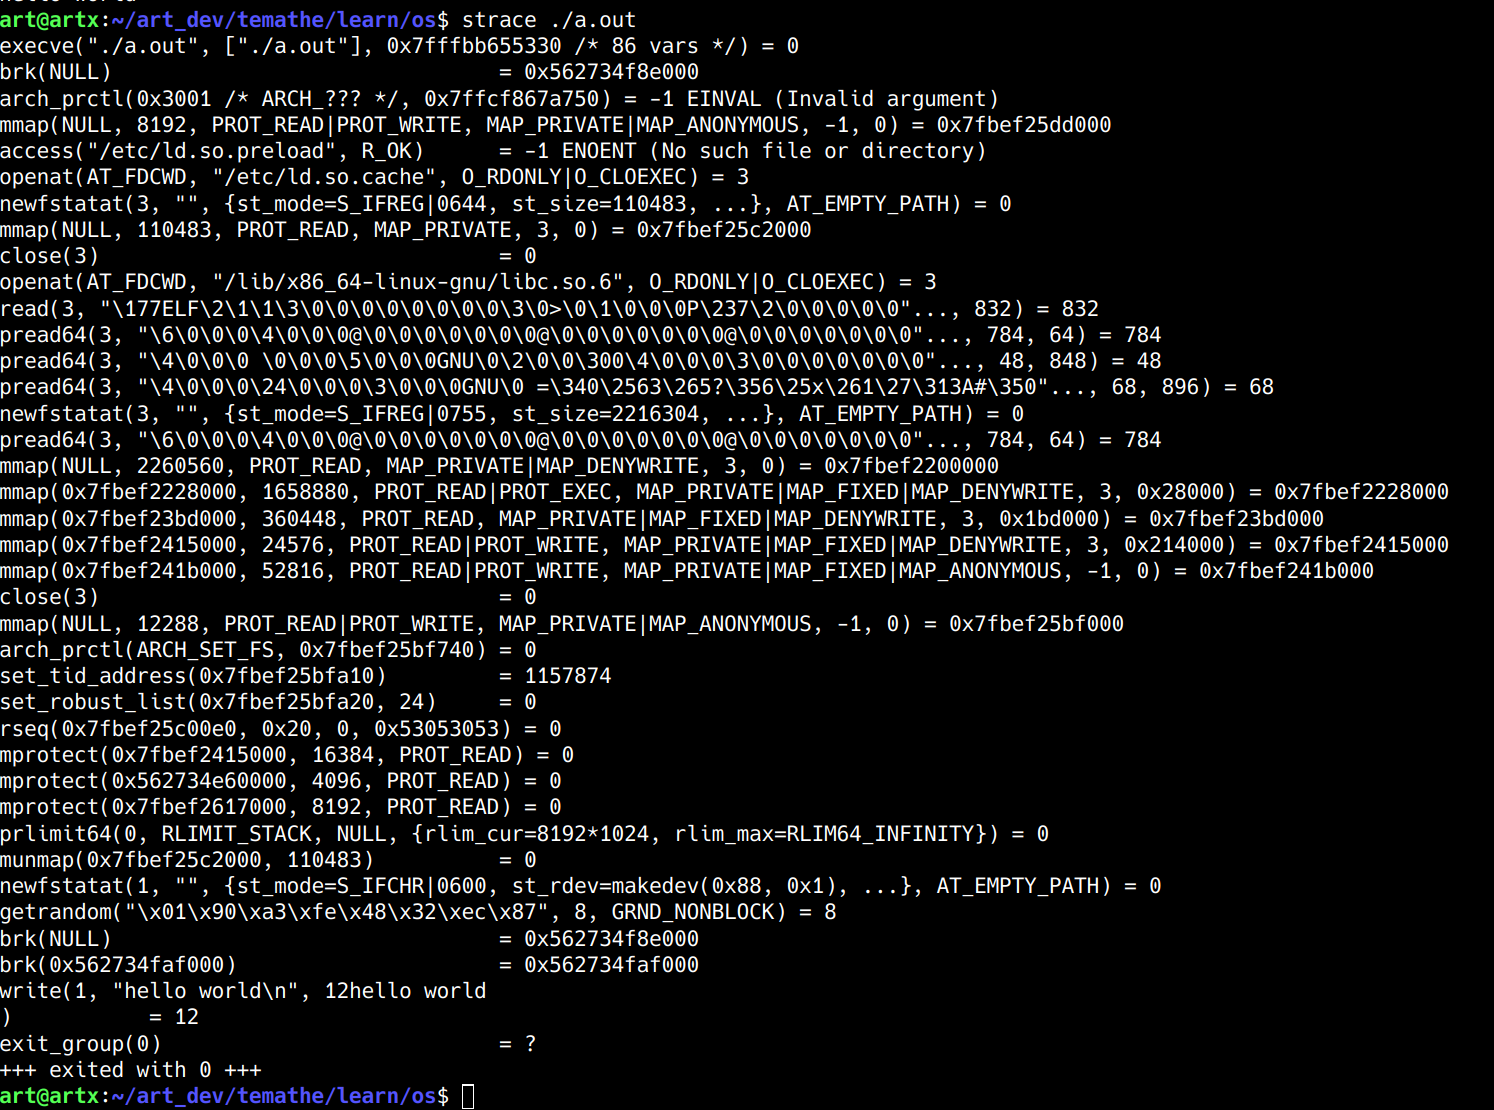 art@artx:~/art_dev/temathe/learn/os$ strace ./a.out
execve("./a.out", ["./a.out"], 0x7fffbb655330 /* 86 vars */) = 0
brk(NULL)                               = 0x562734f8e000
arch_prctl(0x3001 /* ARCH_??? */, 0x7ffcf867a750) = -1 EINVAL (Invalid argument)
mmap(NULL, 8192, PROT_READ|PROT_WRITE, MAP_PRIVATE|MAP_ANONYMOUS, -1, 0) = 0x7fbef25dd000
access("/etc/ld.so.preload", R_OK)      = -1 ENOENT (No such file or directory)
openat(AT_FDCWD, "/etc/ld.so.cache", O_RDONLY|O_CLOEXEC) = 3
newfstatat(3, "", {st_mode=S_IFREG|0644, st_size=110483, ...}, AT_EMPTY_PATH) = 0
mmap(NULL, 110483, PROT_READ, MAP_PRIVATE, 3, 0) = 0x7fbef25c2000
close(3)                                = 0
openat(AT_FDCWD, "/lib/x86_64-linux-gnu/libc.so.6", O_RDONLY|O_CLOEXEC) = 3
read(3, "\177ELF\2\1\1\3\0\0\0\0\0\0\0\0\3\0>\0\1\0\0\0P\237\2\0\0\0\0\0"..., 832) = 832
pread64(3, "\6\0\0\0\4\0\0\0@\0\0\0\0\0\0\0@\0\0\0\0\0\0\0@\0\0\0\0\0\0\0"..., 784, 64) = 784
pread64(3, "\4\0\0\0 \0\0\0\5\0\0\0GNU\0\2\0\0\300\4\0\0\0\3\0\0\0\0\0\0\0"..., 48, 848) = 48
pread64(3, "\4\0\0\0\24\0\0\0\3\0\0\0GNU\0 =\340\2563\265?\356\25x\261\27\313A#\350"..., 68, 896) = 68
newfstatat(3, "", {st_mode=S_IFREG|0755, st_size=2216304, ...}, AT_EMPTY_PATH) = 0
pread64(3, "\6\0\0\0\4\0\0\0@\0\0\0\0\0\0\0@\0\0\0\0\0\0\0@\0\0\0\0\0\0\0"..., 784, 64) = 784
mmap(NULL, 2260560, PROT_READ, MAP_PRIVATE|MAP_DENYWRITE, 3, 0) = 0x7fbef2200000
mmap(0x7fbef2228000, 1658880, PROT_READ|PROT_EXEC, MAP_PRIVATE|MAP_FIXED|MAP_DENYWRITE, 3, 0x28000) = 0x7fbef2228000
mmap(0x7fbef23bd000, 360448, PROT_READ, MAP_PRIVATE|MAP_FIXED|MAP_DENYWRITE, 3, 0x1bd000) = 0x7fbef23bd000
mmap(0x7fbef2415000, 24576, PROT_READ|PROT_WRITE, MAP_PRIVATE|MAP_FIXED|MAP_DENYWRITE, 3, 0x214000) = 0x7fbef2415000
mmap(0x7fbef241b000, 52816, PROT_READ|PROT_WRITE, MAP_PRIVATE|MAP_FIXED|MAP_ANONYMOUS, -1, 0) = 0x7fbef241b000
close(3)                                = 0
mmap(NULL, 12288, PROT_READ|PROT_WRITE, MAP_PRIVATE|MAP_ANONYMOUS, -1, 0) = 0x7fbef25bf000
arch_prctl(ARCH_SET_FS, 0x7fbef25bf740) = 0
set_tid_address(0x7fbef25bfa10)         = 1157874
set_robust_list(0x7fbef25bfa20, 24)     = 0
rseq(0x7fbef25c00e0, 0x20, 0, 0x53053053) = 0
mprotect(0x7fbef2415000, 16384, PROT_READ) = 0
mprotect(0x562734e60000, 4096, PROT_READ) = 0
mprotect(0x7fbef2617000, 8192, PROT_READ) = 0
prlimit64(0, RLIMIT_STACK, NULL, {rlim_cur=8192*1024, rlim_max=RLIM64_INFINITY}) = 0
munmap(0x7fbef25c2000, 110483)          = 0
newfstatat(1, "", {st_mode=S_IFCHR|0600, st_rdev=makedev(0x88, 0x1), ...}, AT_EMPTY_PATH) = 0
getrandom("\x01\x90\xa3\xfe\x48\x32\xec\x87", 8, GRND_NONBLOCK) = 8
brk(NULL)                               = 0x562734f8e000
brk(0x562734faf000)                     = 0x562734faf000
write(1, "hello world\n", 12hello world
)           = 12
exit_group(0)                           = ?
+++ exited with 0 +++
art@artx:~/art_dev/temathe/learn/os$